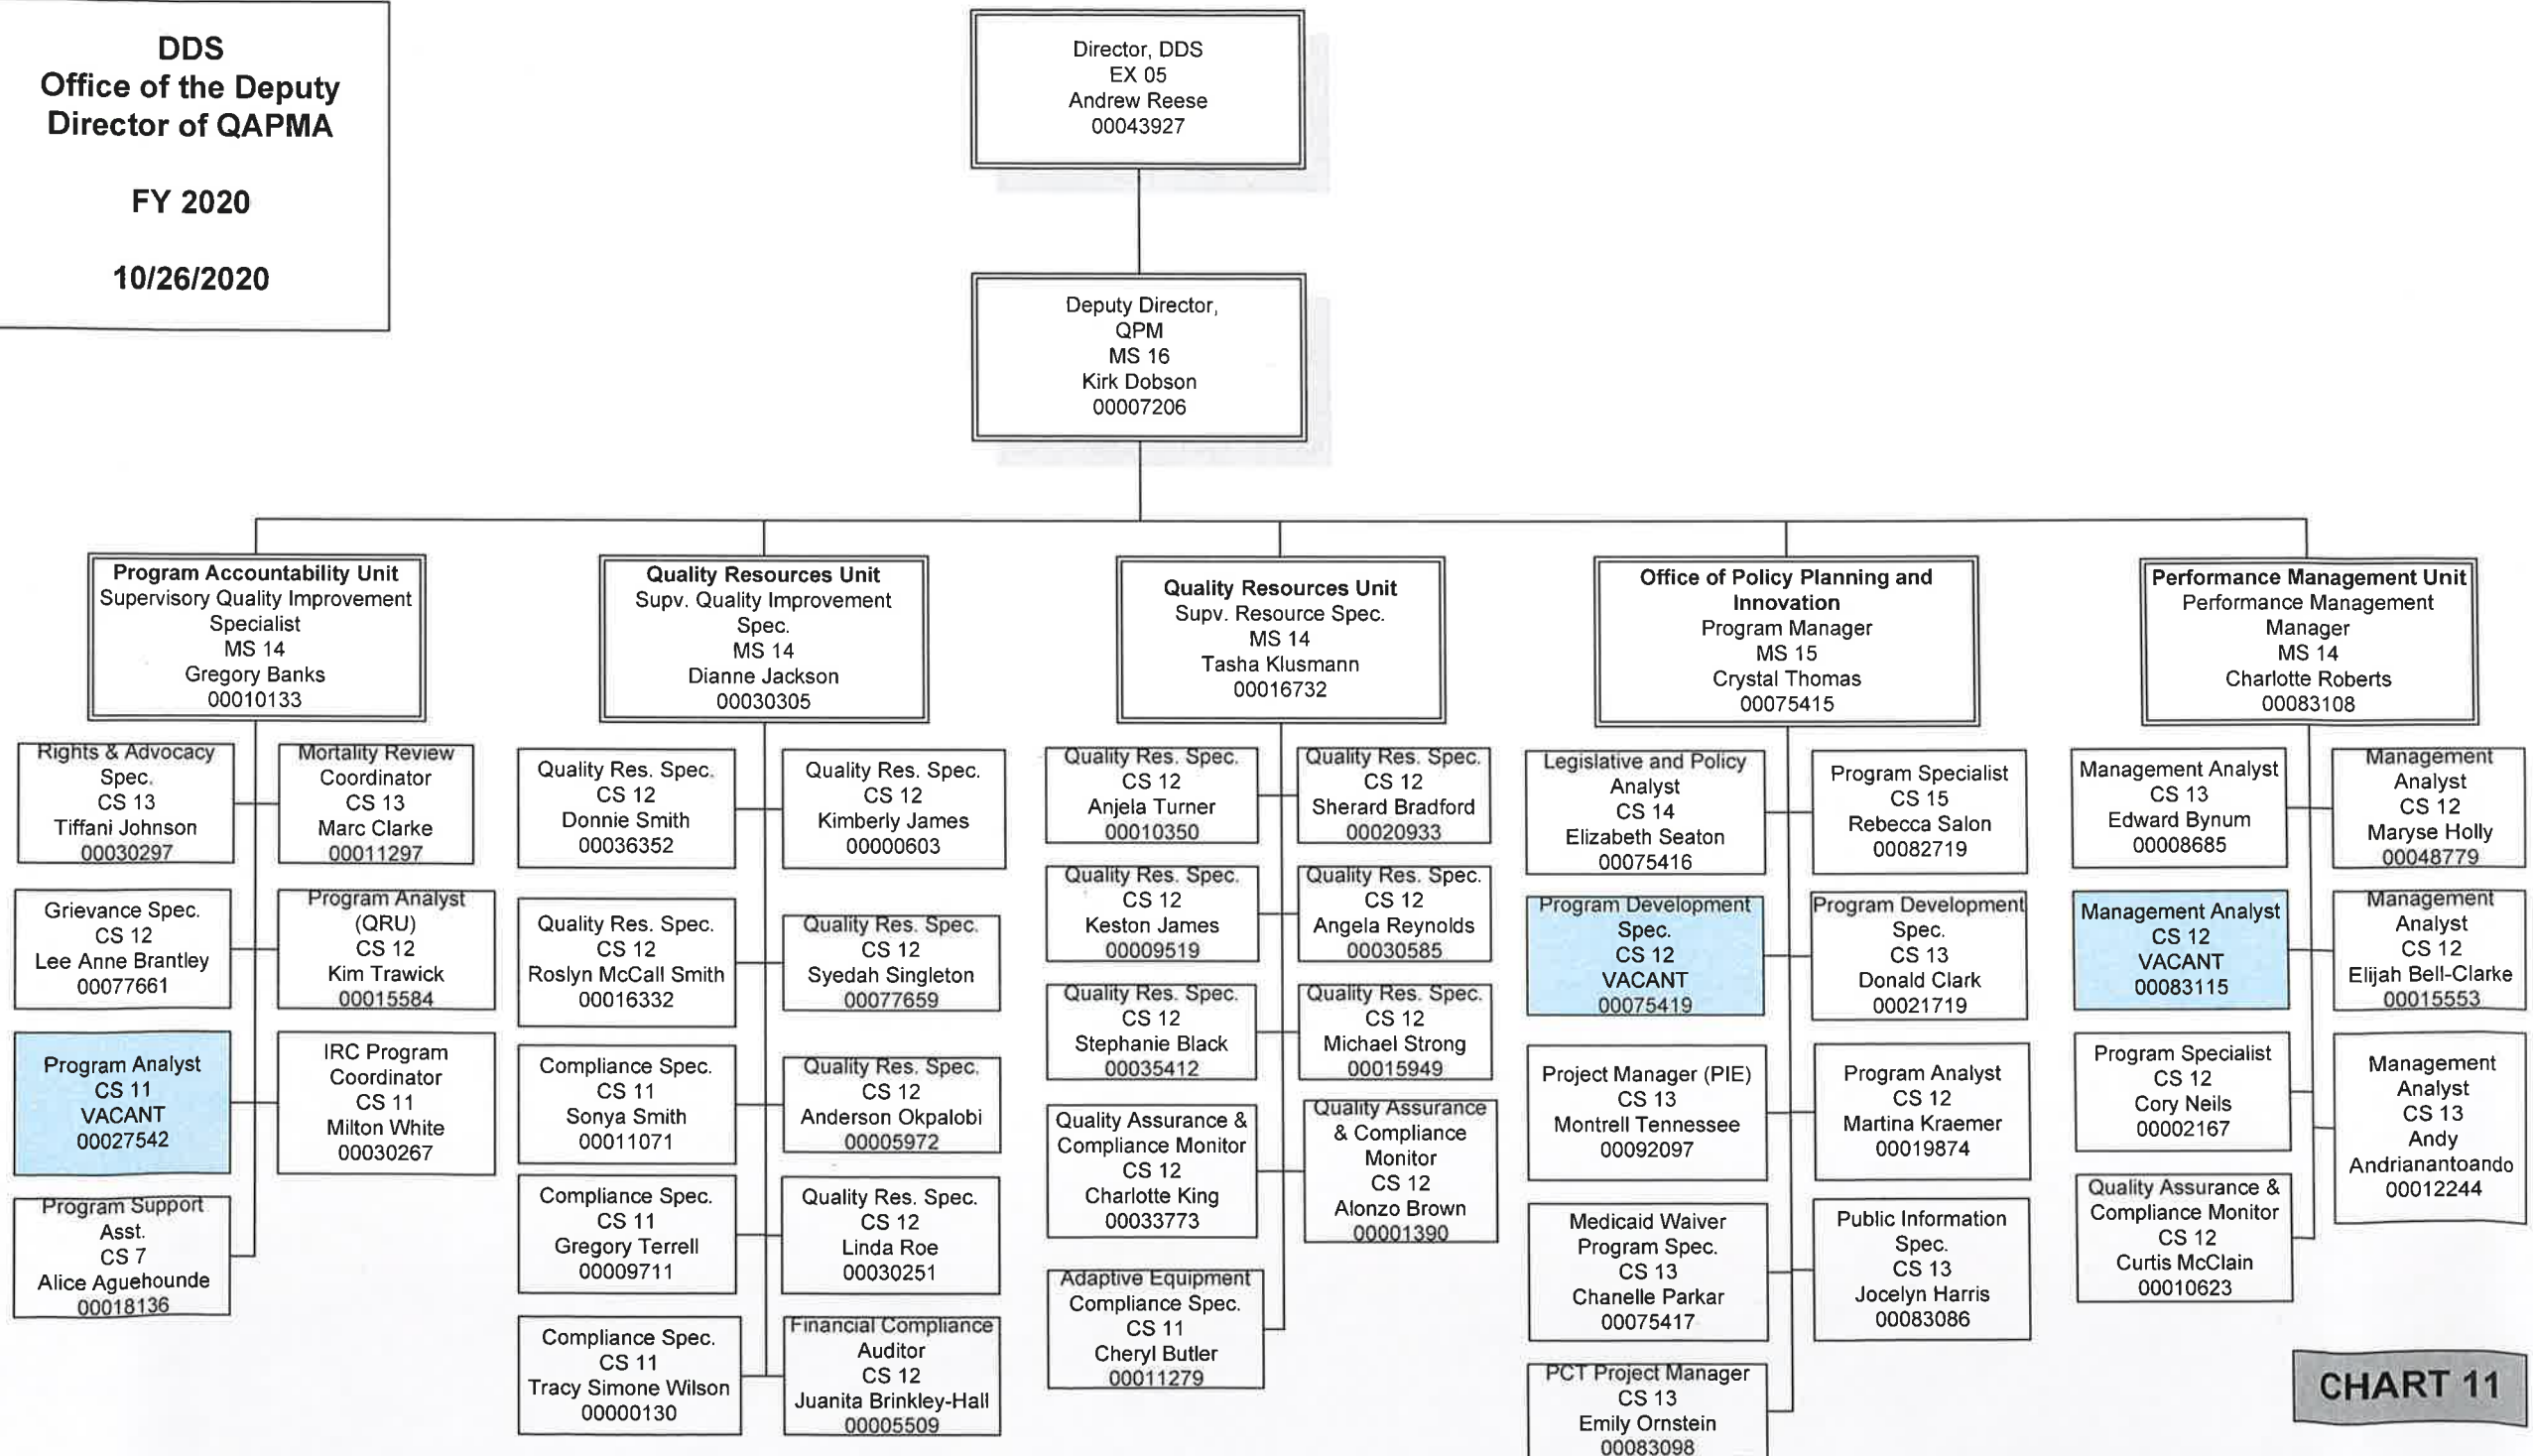 DDS
Office of the Deputy
Director of QAPMA
FY 2020
10/26/2020
Director, DDS
EX 05
Andrew Reese
00043927
Deputy Director,
QPM
MS 16
Kirk Dobson
00007206
Program Accountability Unit
Supervisory Quality Improvement
Specialist
MS 14
Gregory Banks
00010133
Quality Resources Unit
Supv. Quality Improvement
Spec.
MS 14
Dianne Jackson
00030305
Quality Resources Unit
Supv. Resource Spec.
MS 14
Tasha Klusmann
00016732
Office of Policy Planning and
Innovation
Program Manager
MS 15
Crystal Thomas
00075415
Performance Management Unit
Performance Management
Manager
MS 14
Charlotte Roberts
00083108
Rights & Advocacy
Spec.
CS 13
Tiffani Johnson
00030297
Mortality Review
Coordinator
CS 13
Marc Clarke
00011297
Grievance Spec.
CS 12
Lee Anne Brantley
00077661
Program Analyst
(QRU)
CS 12
Kim Trawick
00015584
Program Analyst
CS 11
VACANT
00027542
IRC Program
Coordinator
CS 11
Milton White
00030267
Program Support
Asst.
CS 7
Alice Aguehounde
00018136
Quality Res. Spec.
CS 12
Donnie Smith
00036352
Quality Res. Spec.
CS 12
Kimberly James
00000603
Quality Res. Spec.
CS 12
Roslyn McCall Smith
00016332
Quality Res. Spec.
CS 12
Syedah Singleton
00077659
Compliance Spec.
CS 11
Sonya Smith
00011071
Quality Res. Spec.
CS 12
Anderson Okpalobi
00005972
Compliance Spec.
CS 11
Gregory Terrell
00009711
Quality Res. Spec.
CS 12
Linda Roe
00030251
Compliance Spec.
CS 11
Tracy Simone Wilson
00000130
Financial Compliance
Auditor
CS 12
Juanita Brinkley-Hall
00005509
Quality Res. Spec.
CS 12
Anjela Turner
00010350
Quality Res. Spec.
CS 12
Sherard Bradford
00020933
Quality Res. Spec.
CS 12
Keston James
00009519
Quality Res. Spec.
CS 12
Angela Reynolds
00030585
Quality Res. Spec.
CS 12
Stephanie Black
00035412
Quality Res. Spec.
CS 12
Michael Strong
00015949
Quality Assurance &
Compliance Monitor
CS 12
Charlotte King
00033773
Quality Assurance
& Compliance
Monitor
CS 12
Alonzo Brown
00001390
Adaptive Equipment
Compliance Spec.
CS 11
Cheryl Butler
00011279
Legislative and Policy
Analyst
CS 14
Elizabeth Seaton
00075416
Program Specialist
CS 15
Rebecca Salon
00082719
Program Development
Spec.
CS 12
VACANT
00075419
Program Development
Spec.
CS 13
Donald Clark
00021719
Project Manager (PIE)
CS 13
Montrell Tennessee
00092097
Program Analyst
CS 12
Martina Kraemer
00019874
Medicaid Waiver
Program Spec.
CS 13
Chanelle Parkar
00075417
Public Information
Spec.
CS 13
Jocelyn Harris
00083086
PCT Project Manager
CS 13
Emily Ornstein
00083098
Management Analyst
CS 13
Edward Bynum
00008685
Management
Analyst
CS 12
Maryse Holly
00048779
Management Analyst
CS 12
VACANT
00083115
Management
Analyst
CS 12
Elijah Bell-Clarke
00015553
Program Specialist
CS 12
Cory Neils
00002167
Management
Analyst
CS 13
Andy
Andrianantoando
00012244
Quality Assurance &
Compliance Monitor
CS 12
Curtis McClain
00010623
CHART 11